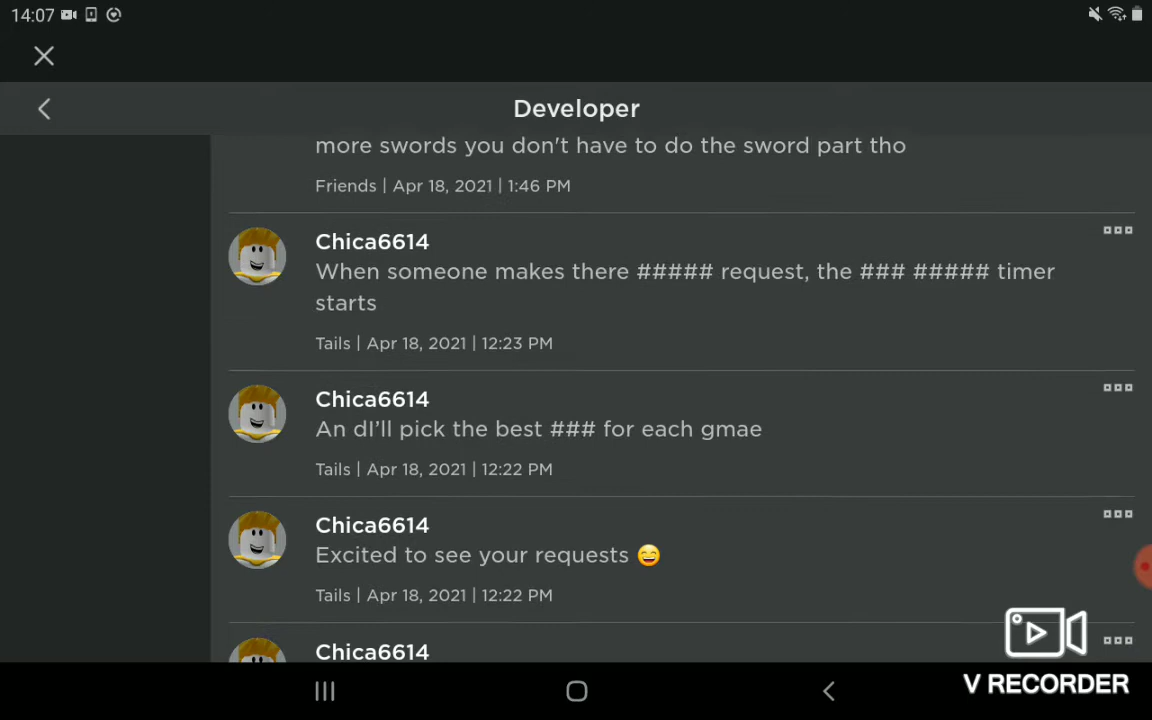 14:07
Developer
more swords you don't have to do the sword part tho
Friends | Apr 18, 2021 | 1:46 PM
Chica6614
When someone makes there ##### request, the ### ##### timer
starts
Tails | Apr 18, 2021 | 12:23 PM
Chica6614
An dI’ll pick the best ### for each gmae
Tails | Apr 18, 2021 | 12:22 PM
Chica6614
Excited to see your requests 😄
Tails | Apr 18, 2021 | 12:22 PM
Chica6614
V RECORDER